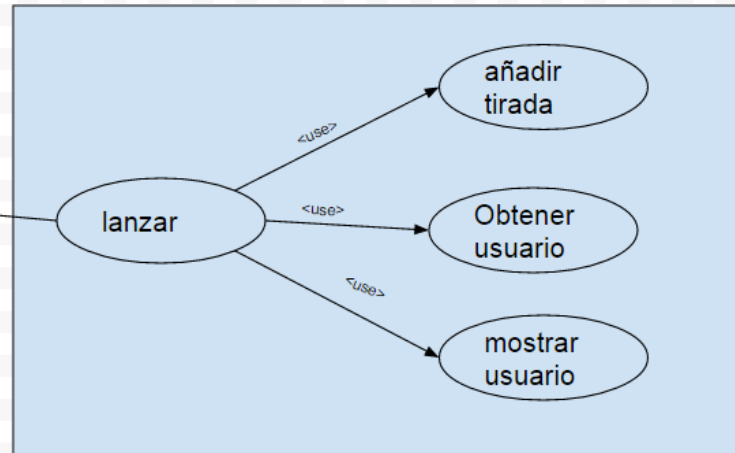 añadir
tirada
<use>
lanzar
<use>
Obtener
usuario
<use>
mostrar
usuario